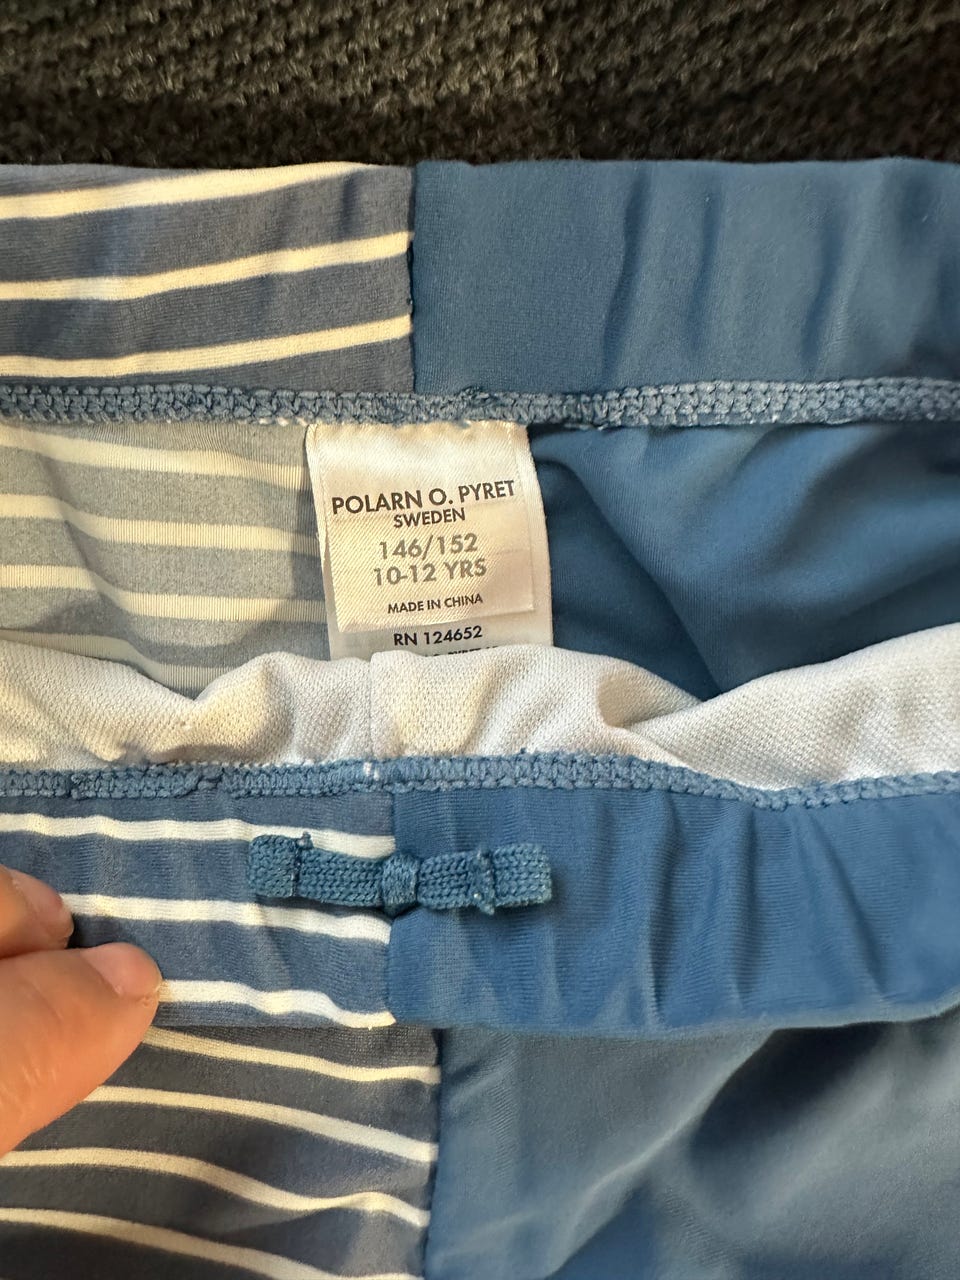 POLARN O. PYRET
SWEDEN
146/152
10-12 YRS
MADE IN CHINA
RN 124652